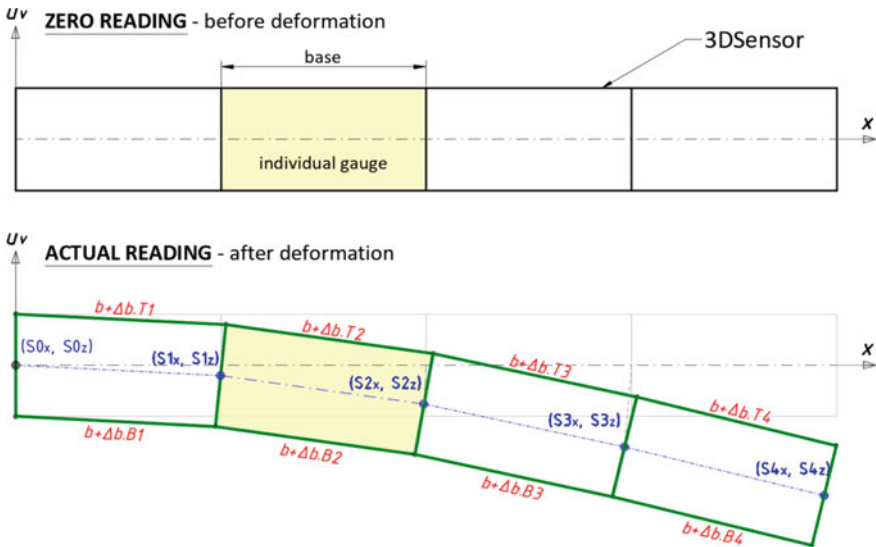 Uv
ZERO READING - before deformation
3DSensor
base
X
individual gauge
Uv
ACTUAL READING - after deformation
b+Δb.T1
b+Δb.T2
(S0x, S0z)
X
(S1x, S1z)
b+Δb.T3
(S2x, S2z)
b+Δb.T4
(S3x, S3z)
b+Δb.B1
b+Δb.B2
(S4x, S4z)
b+Δb.B3
b+Δb.B4